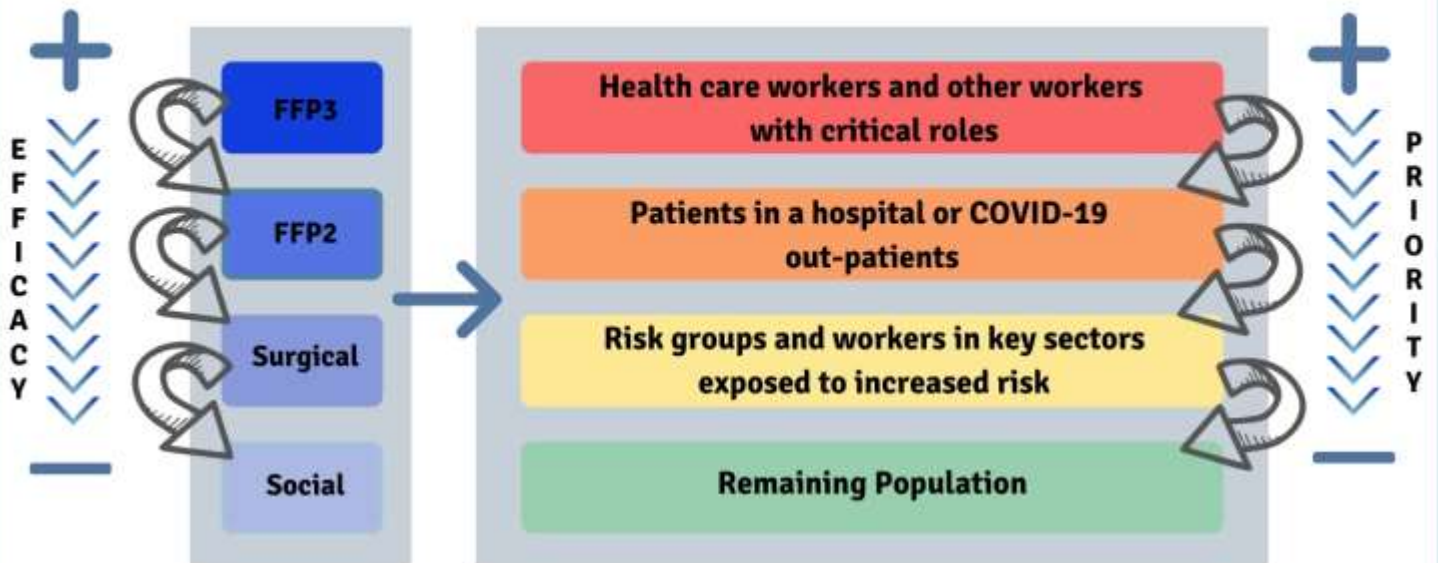 EFFICACY
FFP3
FFP2
Surgical
Social
Health care workers and other workers
with critical roles
Patients in a hospital or COVID-19
out-patients
Risk groups and workers in key sectors
exposed to increased risk
Remaining Population
PRIORITY